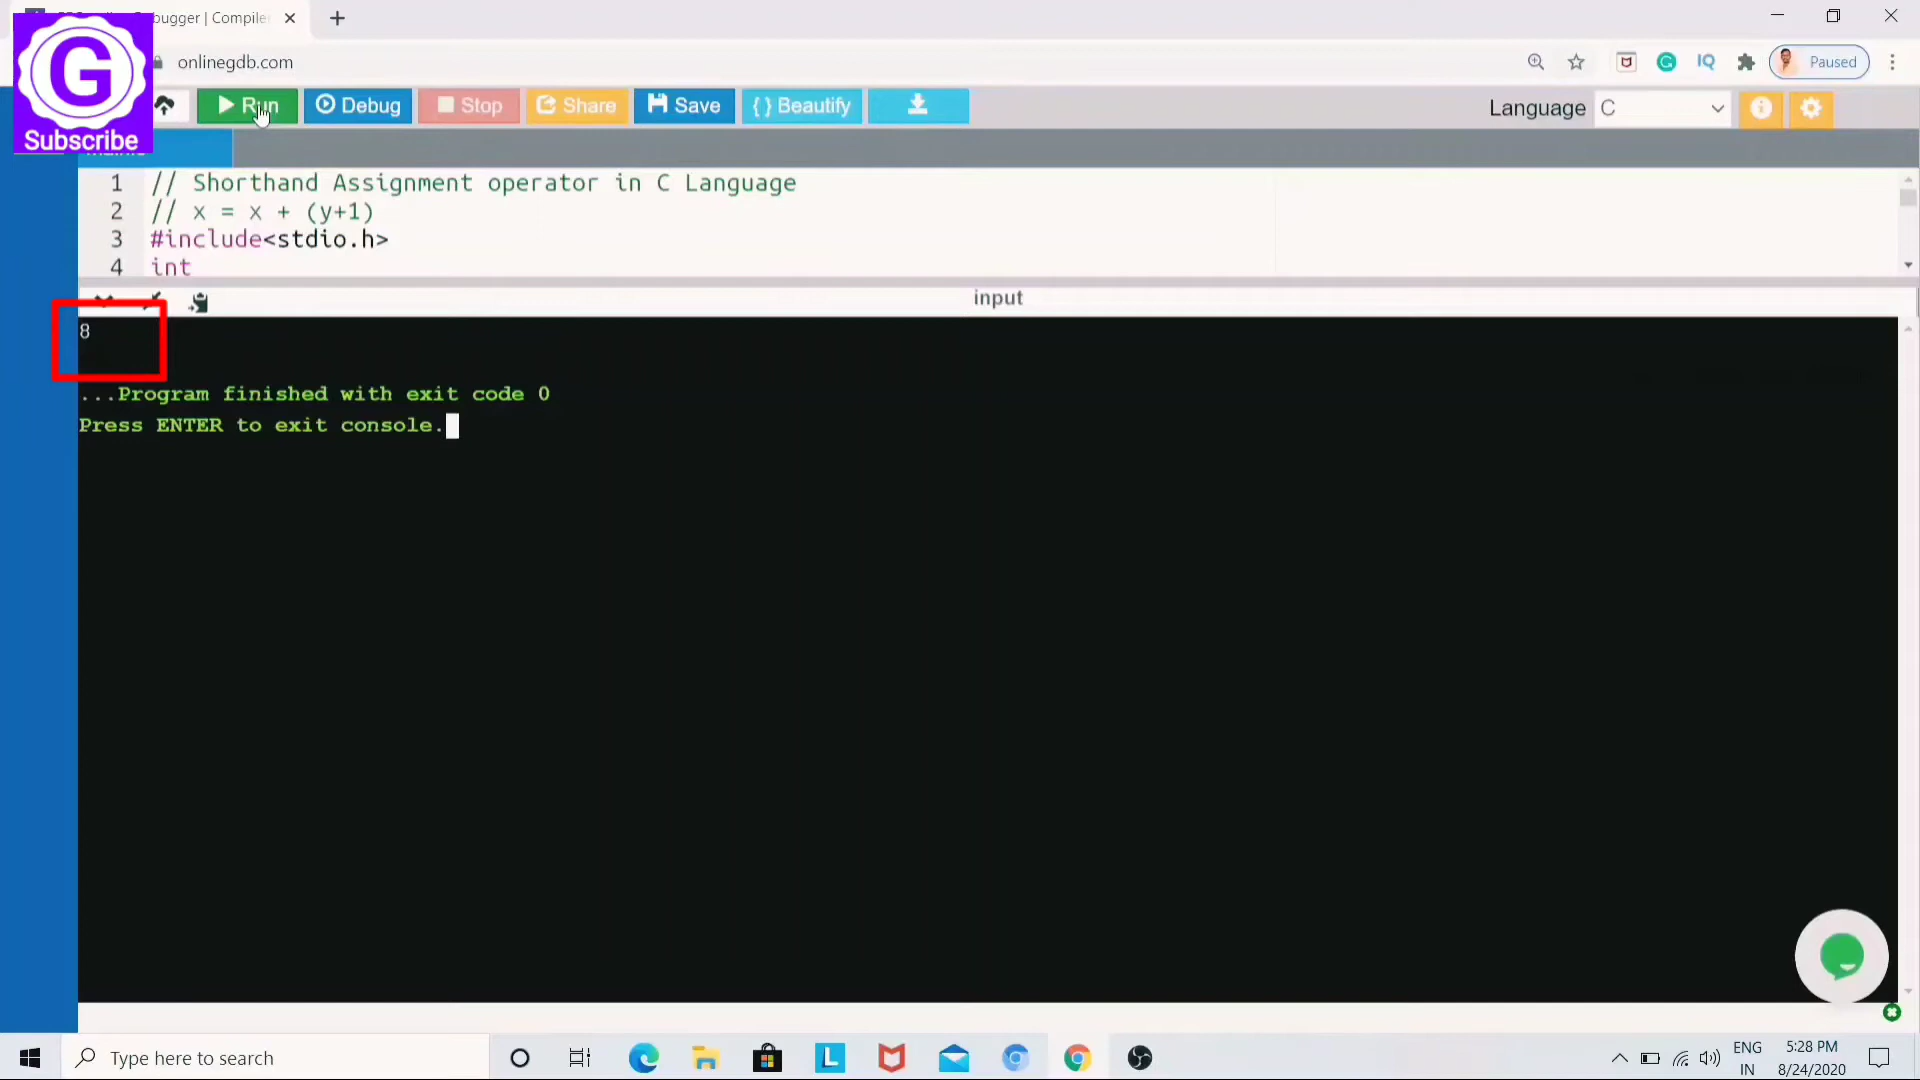 bugger | Compiler
onlinegdb.com
Paused
G
Subscribe
Run
Debug
Stop
Share
Save
{ } Beautify
Language C
1 // Shorthand Assignment operator in C Language
2 // x = x + (y+1)
3 #include<stdio.h>
4 int
input
8
...Program finished with exit code 0
Press ENTER to exit console.
Type here to search
ENG
IN
5:28 PM
8/24/2020